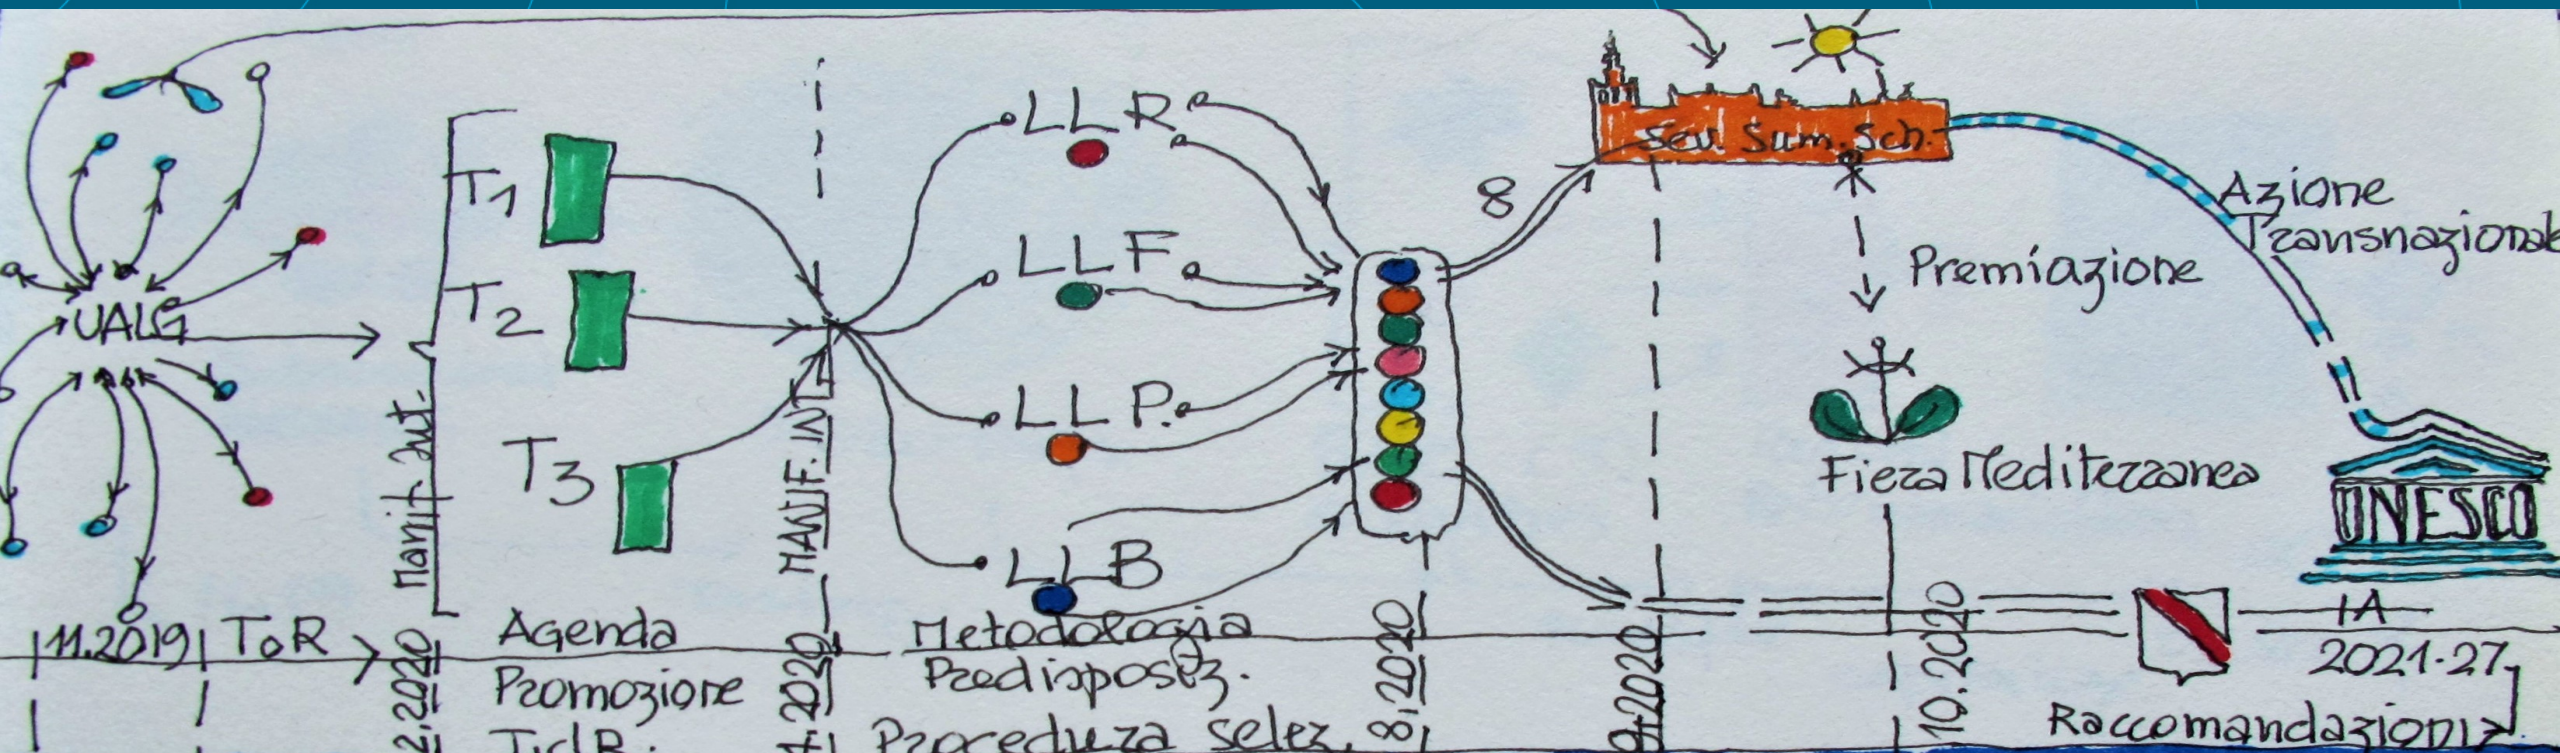 UALG
11.2019
ToR
Manif. Int.
2.2020
T1
T2
T3
Agenda
Promozione
MANIF. INT.
LLR
LLF
LLP.
LLB
Metodologia
Predisposiz.
Procedura selez.
8.2020
8
Sev. Sum. Sch.
9.2020
Premiazione
Fiera Mediterranea
10.2020
Azione
Transnazional
UNESCO
IA
2021-27
Raccomandazioni